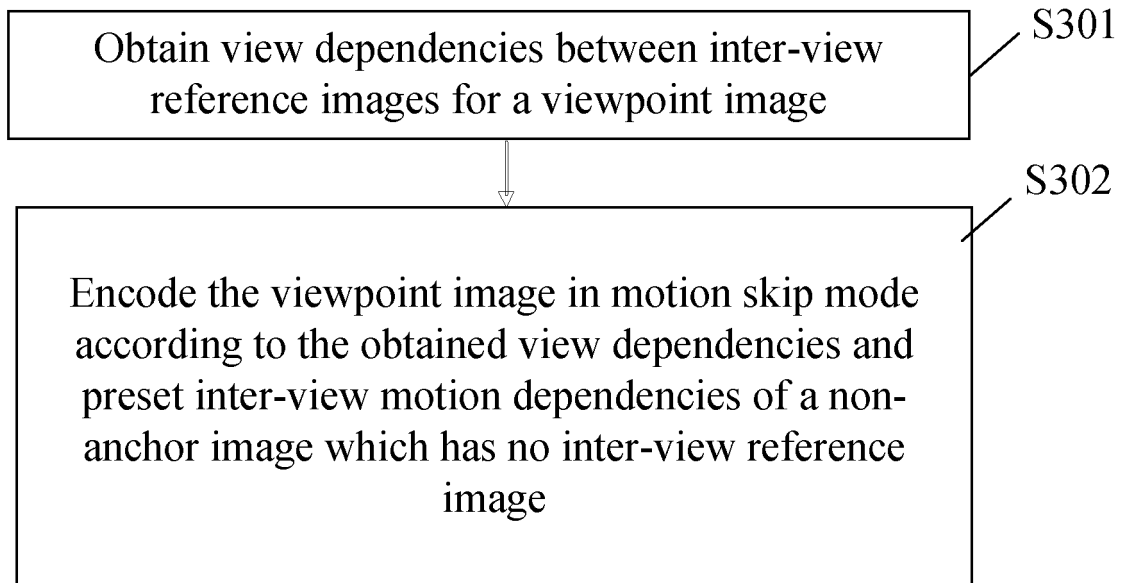 S301
Obtain view dependencies between inter-view
reference images for a viewpoint image
S302
Encode the viewpoint image in motion skip mode
according to the obtained view dependencies and
preset inter-view motion dependencies of a non-
anchor image which has no inter-view reference
image